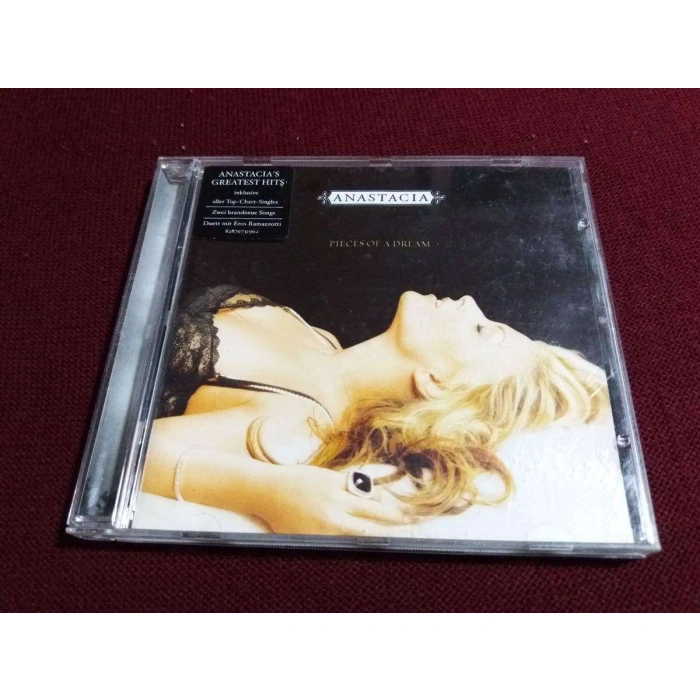 ANASTACIA'S
GREATEST HITS
inklusive
aller Top-Chart-Singles
Zwei brandneue Songs
Duett mit Eros Ramazzotti
ANASTACIA
PIECES OF A DREAM